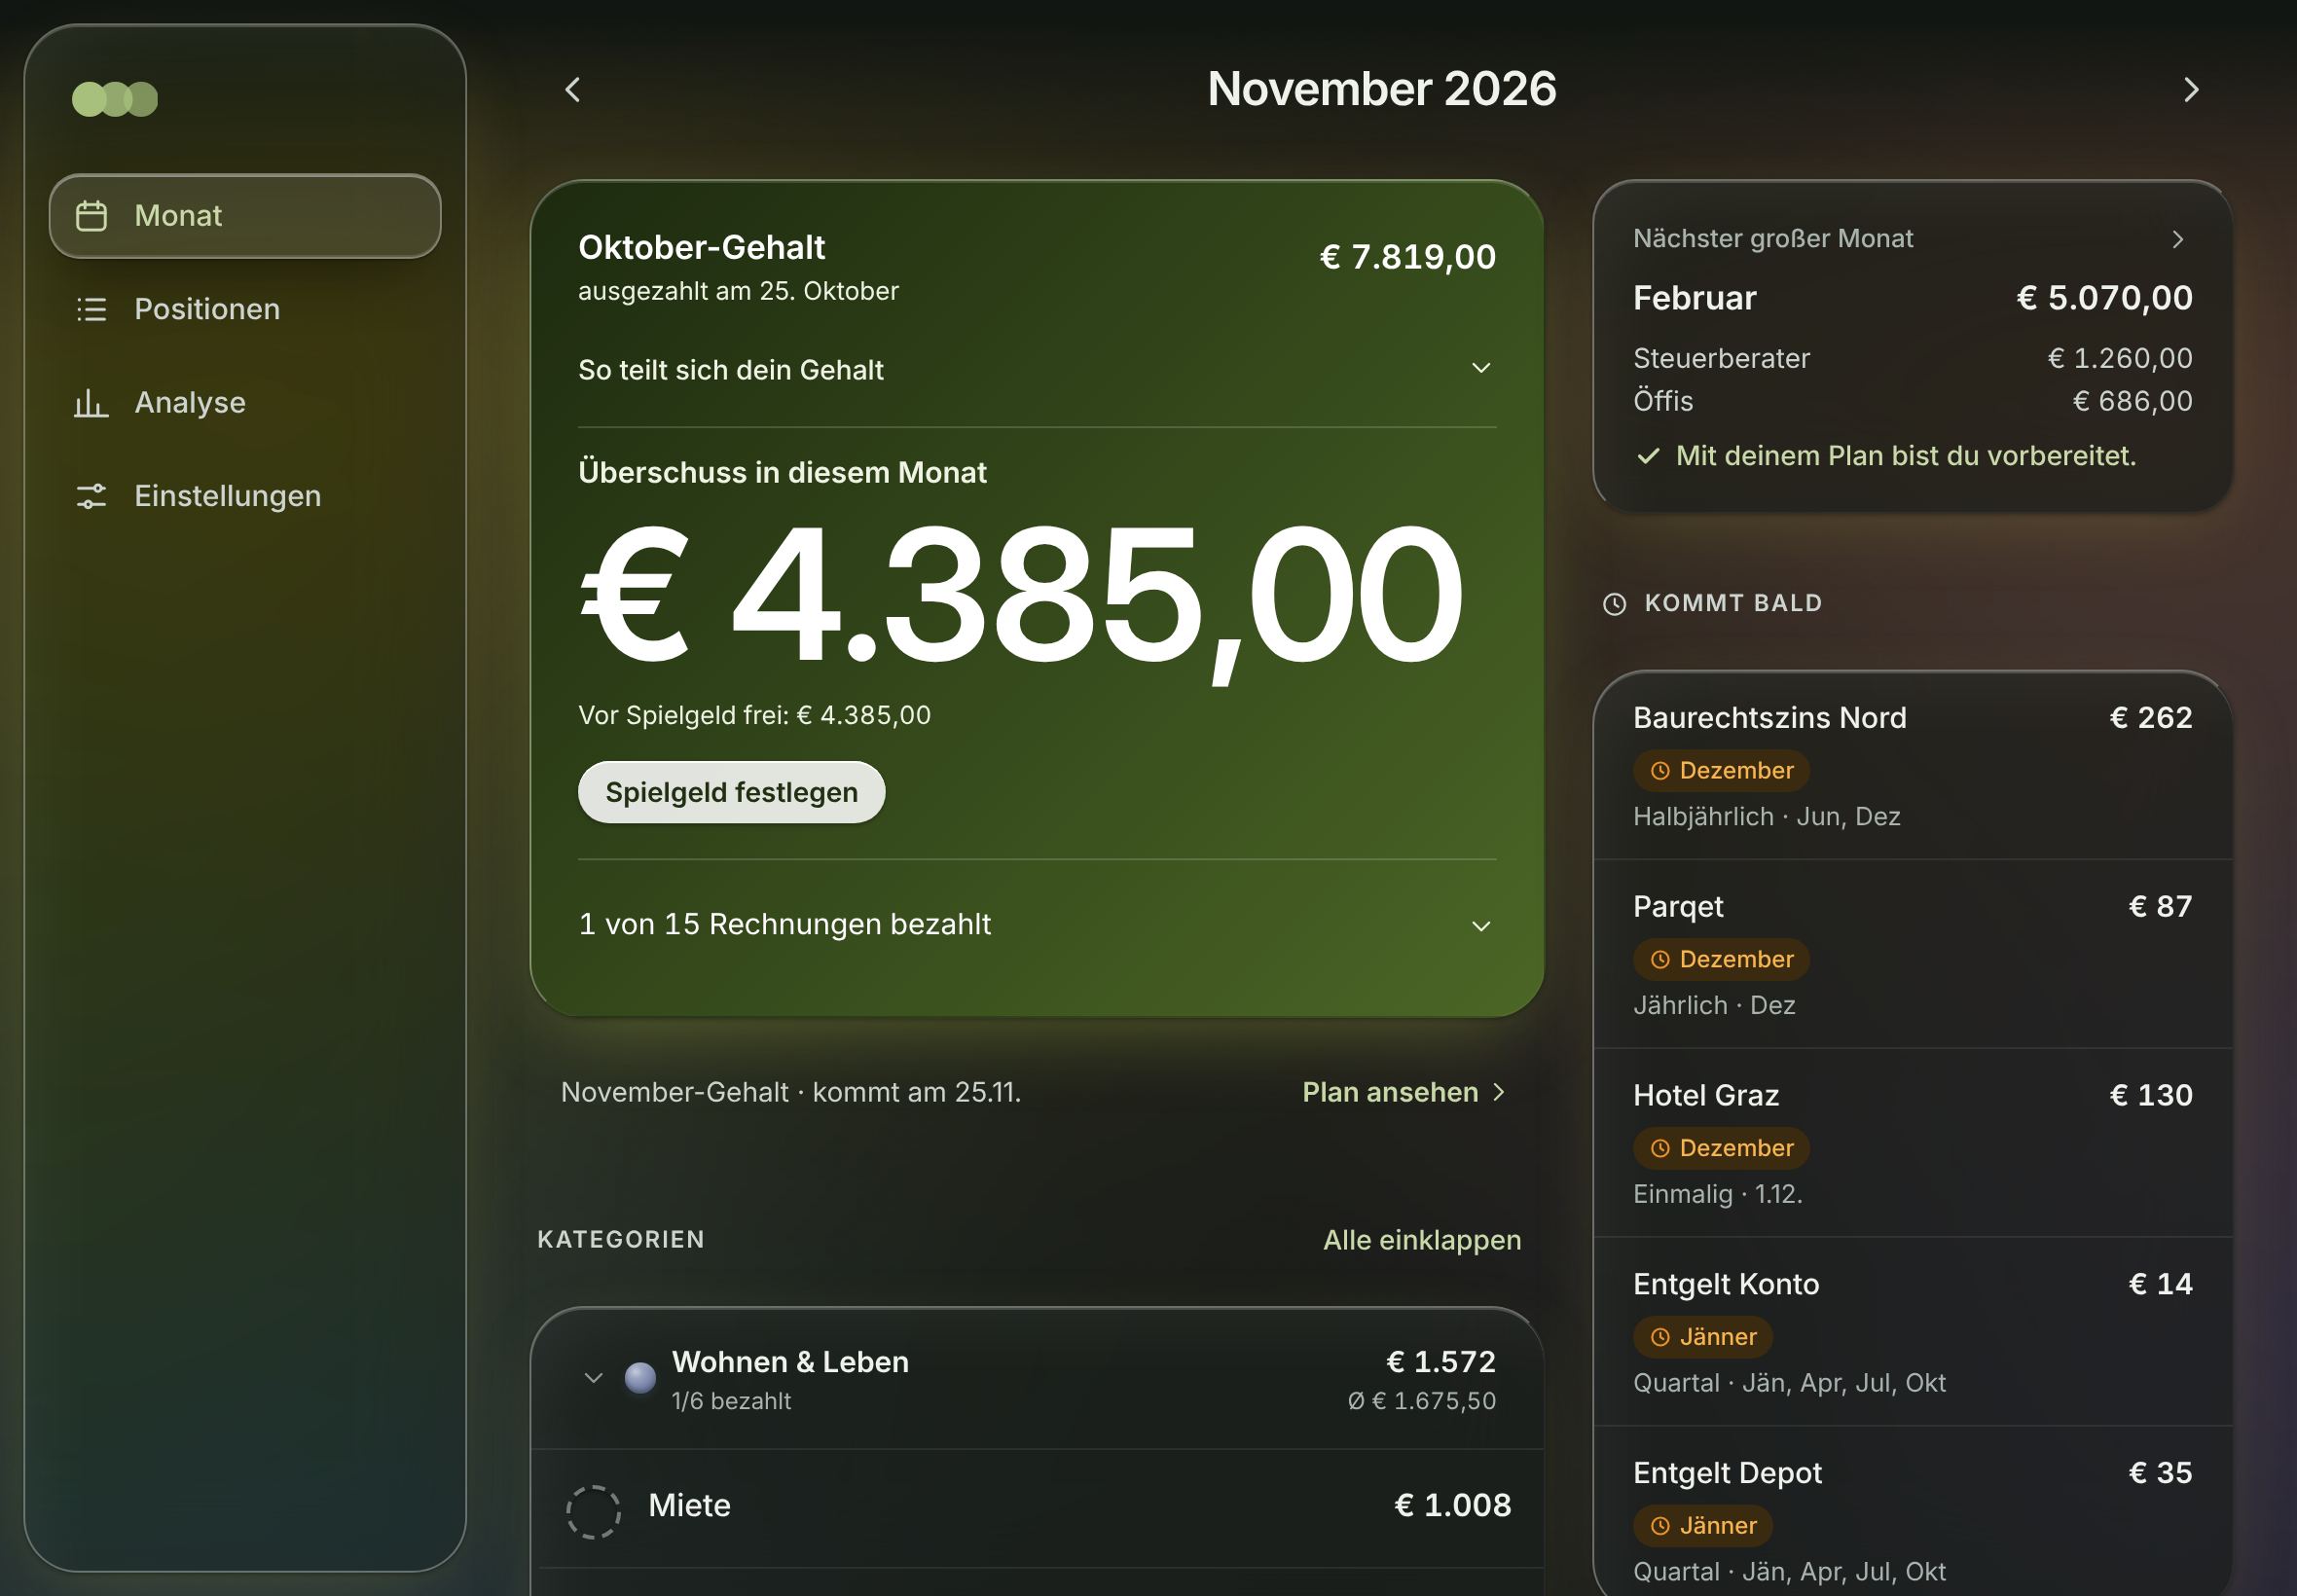 Monat
Positionen
Analyse
Einstellungen
November 2026
Oktober-Gehalt
€ 7.819,00
ausgezahlt am 25. Oktober
So teilt sich dein Gehalt
Überschuss in diesem Monat
€ 4.385,00
Vor Spielgeld frei: € 4.385,00
Spielgeld festlegen
1 von 15 Rechnungen bezahlt
November-Gehalt · kommt am 25.11.
Plan ansehen
KATEGORIEN
Alle einklappen
Wohnen & Leben
€ 1.572
1/6 bezahlt
Ø € 1.675,50
Miete
€ 1.008
Nächster großer Monat
Februar
€ 5.070,00
Steuerberater
€ 1.260,00
Öffis
€ 686,00
Mit deinem Plan bist du vorbereitet.
KOMMT BALD
Baurechtszins Nord
€ 262
Dezember
Halbjährlich · Jun, Dez
Parqet
€ 87
Dezember
Jährlich · Dez
Hotel Graz
€ 130
Dezember
Einmalig · 1.12.
Entgelt Konto
€ 14
Jänner
Quartal · Jän, Apr, Jul, Okt
Entgelt Depot
€ 35
Jänner
Quartal · Jän, Apr, Jul, Okt